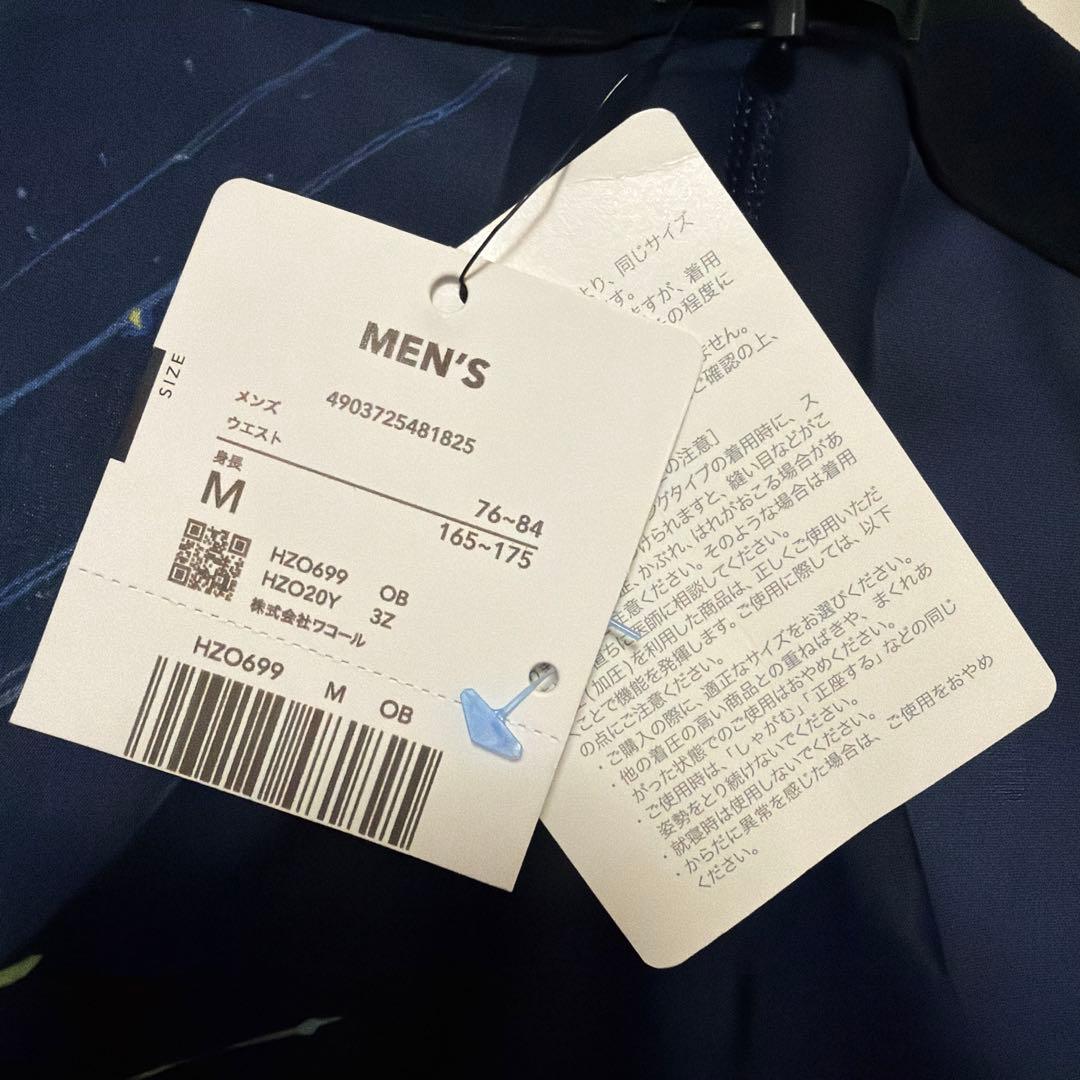 SIZE
MEN'S
メンズ 4903725481825
ウエスト 76~84
身長 165~175
M
HZO699 OB
HZO20Y 3Z
株式会社ワコール
HZO699 M OB
より、同じサイズ
す。
ますが、着用
の程度に
ません。
ご確認の上、
の注意］
グタイプの着用時に、ス
けられますと、縫い目などがこ
かぶれ、はれがおこる場合があ
注意ください。そのような場合は着用
医師に相談してください。
加圧)を利用した商品は、正しくご使用いただ
ことで機能を発揮します。ご使用に際しては、以下
の点にご注意ください。
・ご購入の際に、適正なサイズをお選びください。
・他の着圧の高い商品との重ねばきや、まくれあ
がった状態でのご使用はおやめください。
・ご使用時は、「しゃがむ」「正座する」などの同じ
姿勢をとり続けないでください。
・就寝時は使用しないでください。
・からだに異常を感じた場合は、ご使用をおやめ
ください。